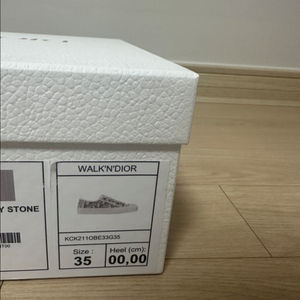 WALK'N'DIOR
Y STONE
KCK211OBE33G35
Size :
35
Heel (cm):
00,00